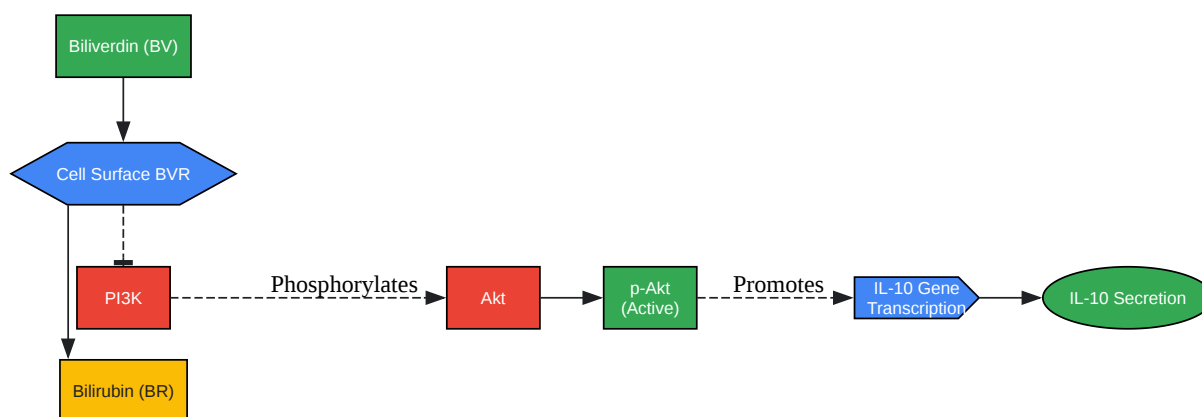 Biliverdin (BV)
Cell Surface BVR
PI3K
Phosphorylates
Akt
p-Akt
(Active)
Promotes
IL-10 Gene
Transcription
IL-10 Secretion
Bilirubin (BR)